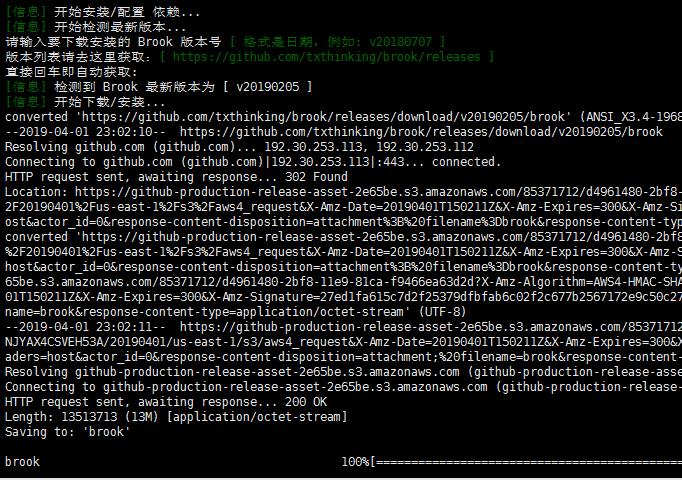 [信息] 开始安装/配置 依赖...
[信息] 开始检测最新版本...
请输入要下载安装的 Brook 版本号 [ 格式是日期, 例如: v20180707 ]
版本列表请去这里获取: [ https://github.com/txthinking/brook/releases ]
直接回车即自动获取:
[信息] 检测到 Brook 最新版本为 [ v20190205 ]
[信息] 开始下载/安装...
converted 'https://github.com/txthinking/brook/releases/download/v20190205/brook' (ANSI_X3.4-1968
--2019-04-01 23:02:10-- https://github.com/txthinking/brook/releases/download/v20190205/brook
Resolving github.com (github.com)... 192.30.253.113, 192.30.253.112
Connecting to github.com (github.com)|192.30.253.113|:443... connected.
HTTP request sent, awaiting response... 302 Found
Location: https://github-production-release-asset-2e65be.s3.amazonaws.com/85371712/d4961480-2bf8-
2F20190401%2Fus-east-1%2Fs3%2Faws4_request&X-Amz-Date=20190401T150211Z&X-Amz-Expires=300&X-Amz-Si
ost&actor_id=0&response-content-disposition=attachment%3B%20filename%3Dbrook&response-content-typ
converted 'https://github-production-release-asset-2e65be.s3.amazonaws.com/85371712/d4961480-2bf8
%2F20190401%2Fus-east-1%2Fs3%2Faws4_request&X-Amz-Date=20190401T150211Z&X-Amz-Expires=300&X-Amz-S
host&actor_id=0&response-content-disposition=attachment%3B%20filename%3Dbrook&response-content-ty
65be.s3.amazonaws.com/85371712/d4961480-2bf8-11e9-81ca-f9466ea63d2d?X-Amz-Algorithm=AWS4-HMAC-SHA
01T150211Z&X-Amz-Expires=300&X-Amz-Signature=27ed1fa615c7d2f25379dfbfab6c02f2c677b2567172e9c50c27
name=brook&response-content-type=application/octet-stream' (UTF-8)
--2019-04-01 23:02:11-- https://github-production-release-asset-2e65be.s3.amazonaws.com/85371712
NJYAX4CSVEH53A/20190401/us-east-1/s3/aws4_request&X-Amz-Date=20190401T150211Z&X-Amz-Expires=300&X
aders=host&actor_id=0&response-content-disposition=attachment;%20filename=brook&response-content-
Resolving github-production-release-asset-2e65be.s3.amazonaws.com (github-production-release-asse
Connecting to github-production-release-asset-2e65be.s3.amazonaws.com (github-production-release-
HTTP request sent, awaiting response... 200 OK
Length: 13513713 (13M) [application/octet-stream]
Saving to: 'brook'
brook 100%[============================================